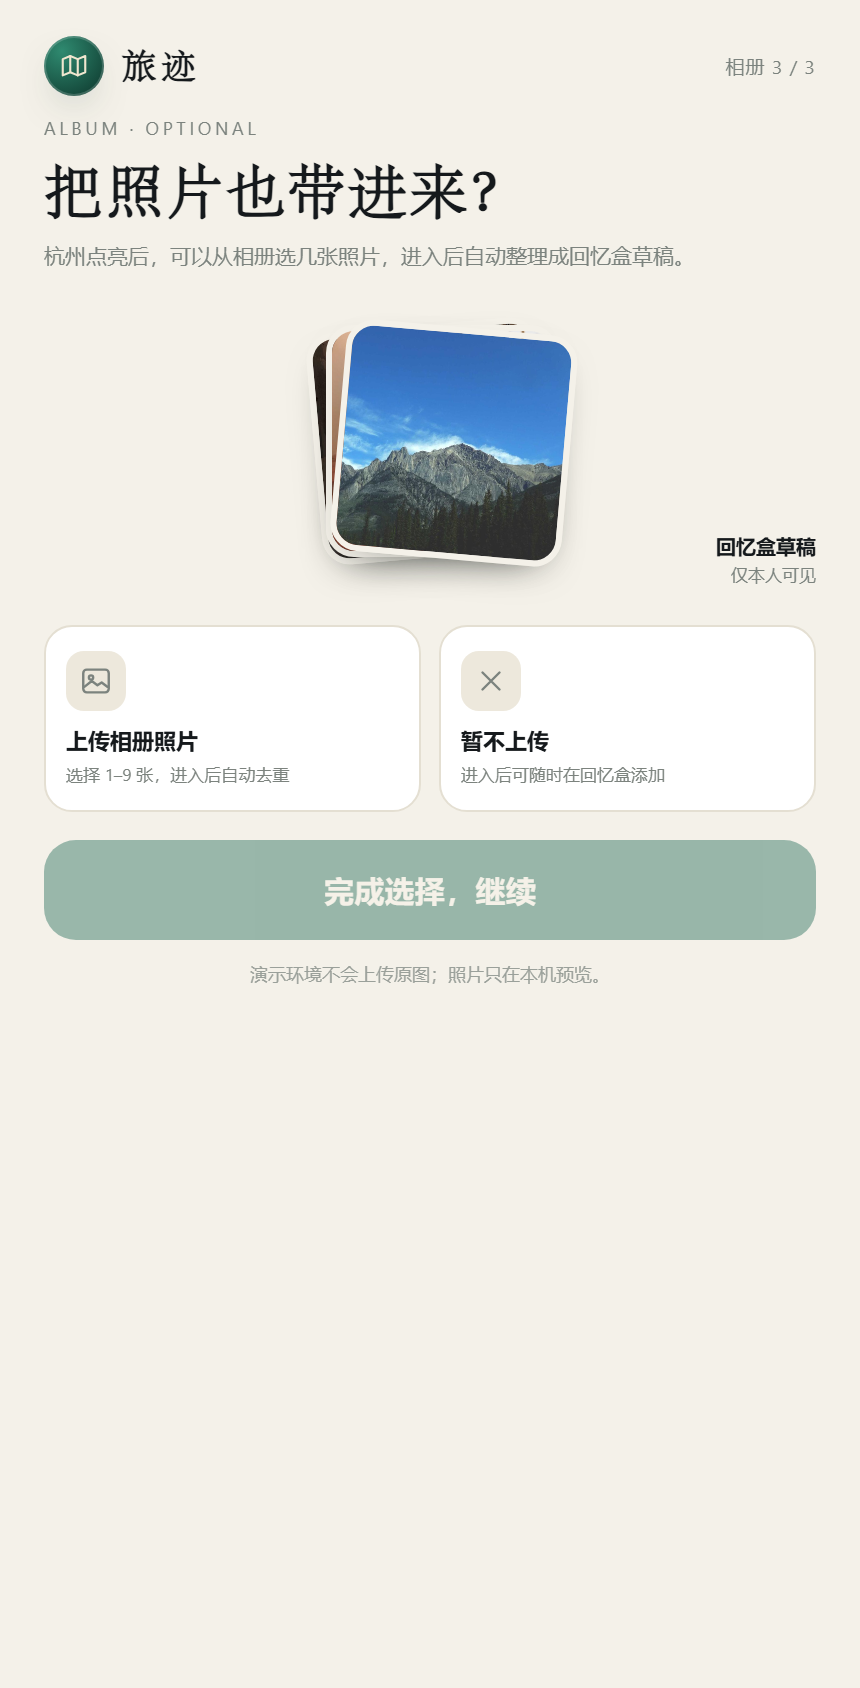 旅迹
相册 3 / 3
ALBUM · OPTIONAL
把照片也带进来？
杭州点亮后，可以从相册选几张照片，进入后自动整理成回忆盒草稿。
回忆盒草稿
仅本人可见
上传相册照片
选择 1–9 张，进入后自动去重
暂不上传
进入后可随时在回忆盒添加
完成选择，继续
演示环境不会上传原图；照片只在本机预览。